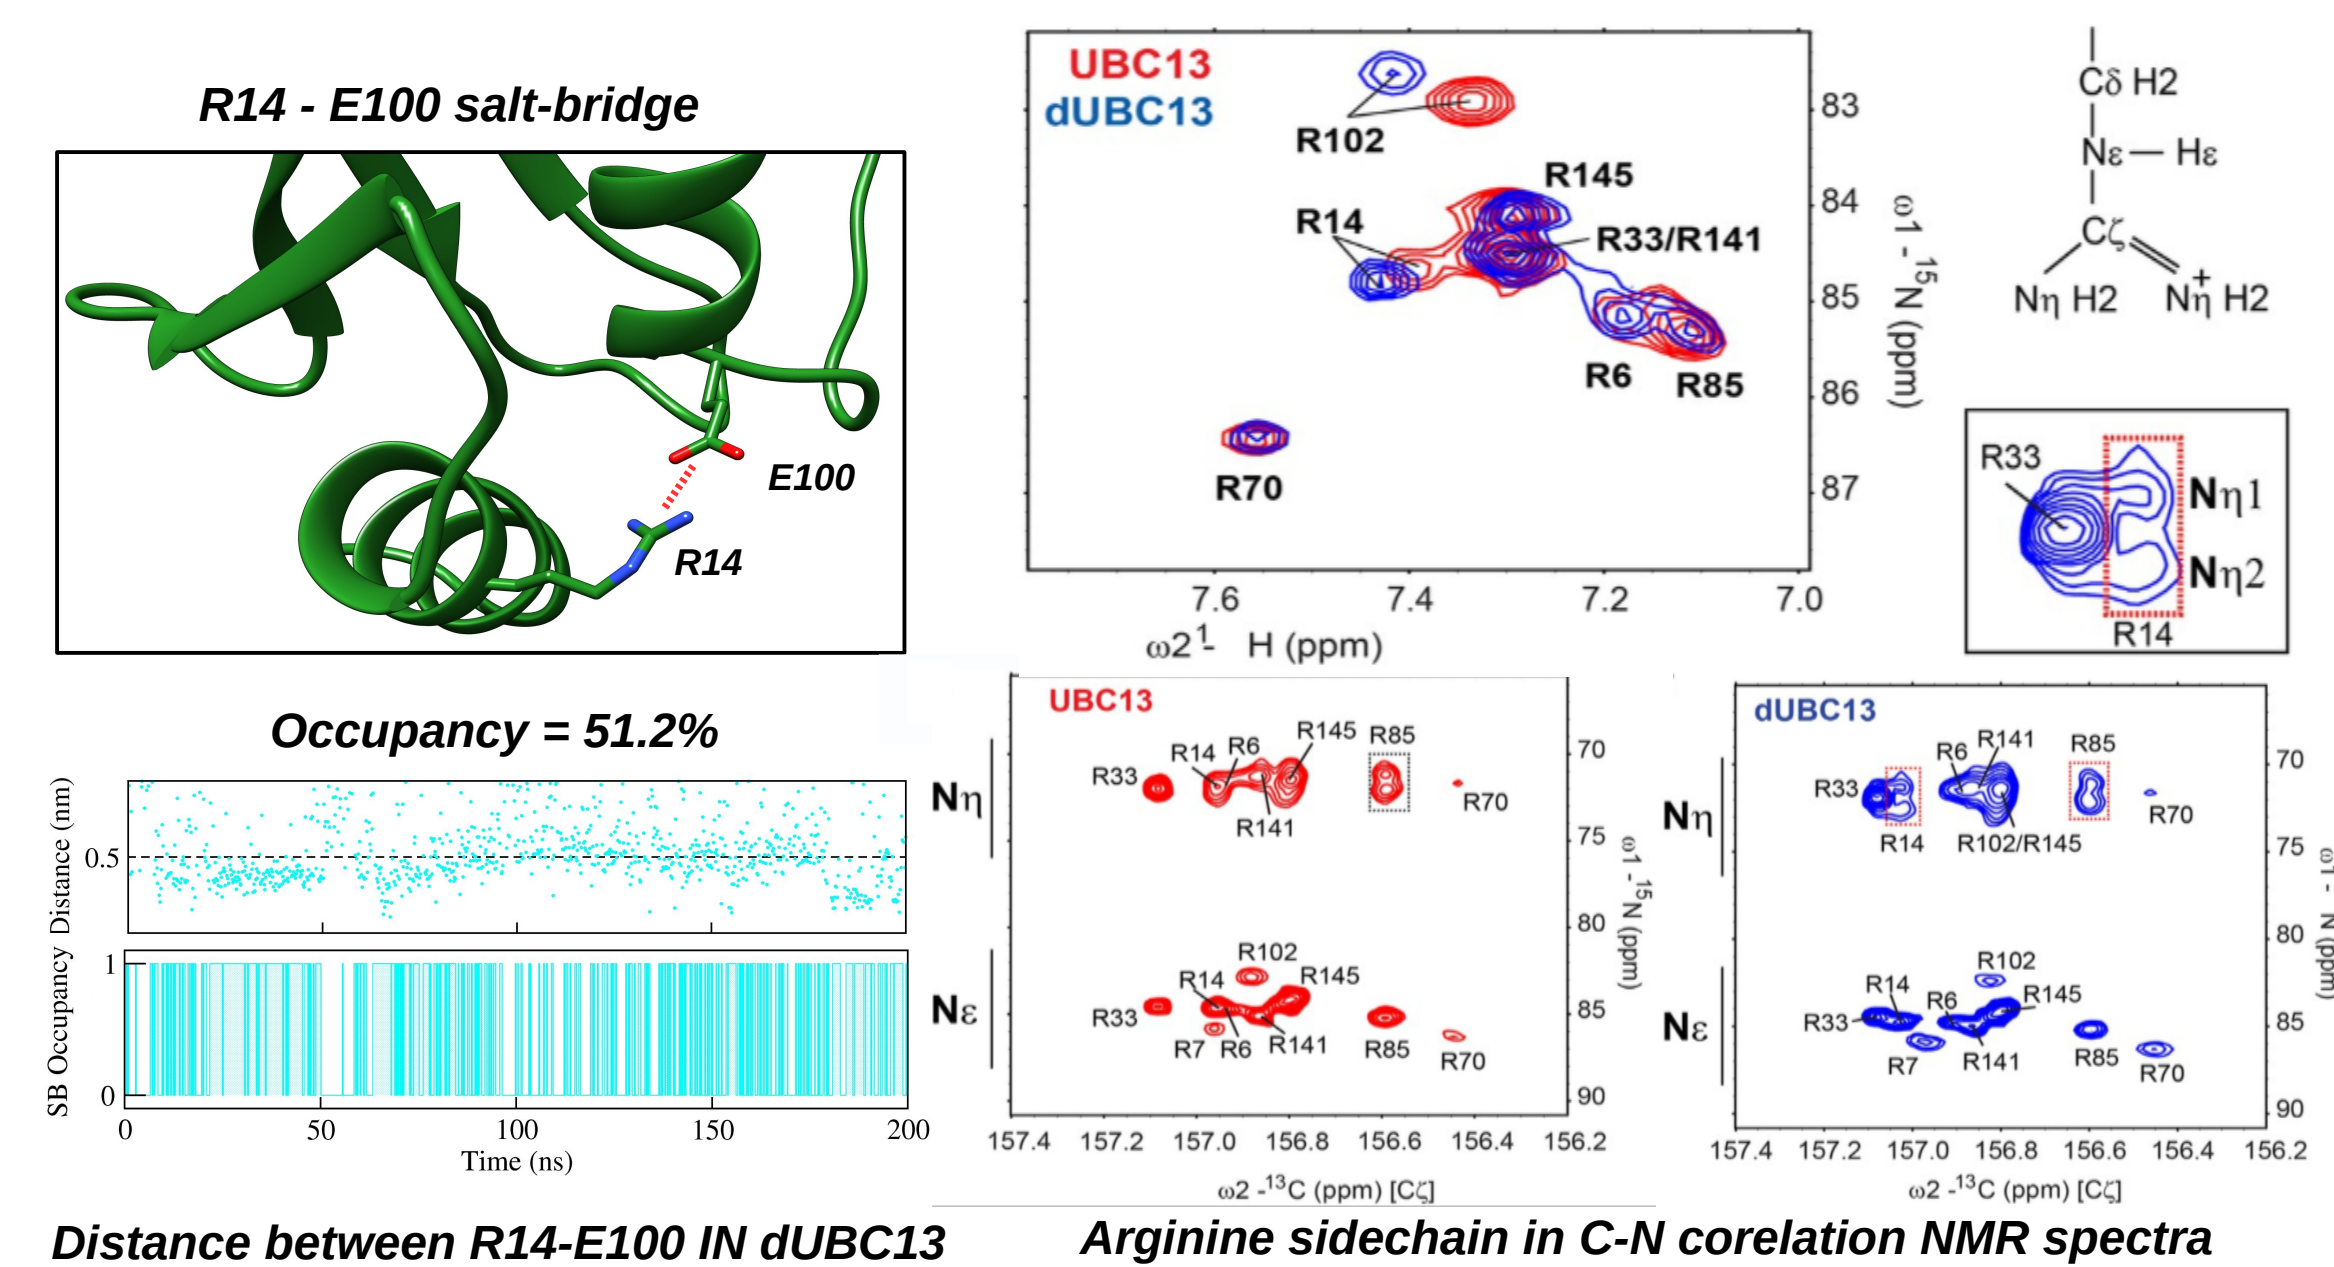 R14 - E100 salt-bridge
E100
R14
Occupancy = 51.2%
Distance (nm)
0.5
SB Occupancy
1
0
0 50 100 150 200
Time (ns)
Distance between R14-E100 IN dUBC13
UBC13
dUBC13
R102
R145
R14
R33/R141
R6
R85
R70
83
84
85
86
87
ω1 - 15N (ppm)
7.6 7.4 7.2 7.0
ω2 1- H (ppm)
Cδ H2
Nε — Hε
Cζ
Nη H2
+
Nη H2
R33
Nη1
Nη2
R14
UBC13
Nη
R33
R14
R6
R145
R85
R141
R70
Nε
R102
R14
R145
R33
R7
R6
R141
R85
R70
70
75
80
85
90
ω1 -15N (ppm)
157.4 157.2 157.0 156.8 156.6 156.4 156.2
ω2 -13C (ppm) [Cζ]
dUBC13
Nη
R33
R14
R6
R141
R85
R102/R145
R70
Nε
R102
R14
R6
R145
R33
R7
R141
R85
R70
70
75
80
85
90
ω1 - N (ppm)
157.4 157.2 157.0 156.8 156.6 156.4 156.2
ω2 -13C (ppm) [Cζ]
Arginine sidechain in C-N corelation NMR spectra